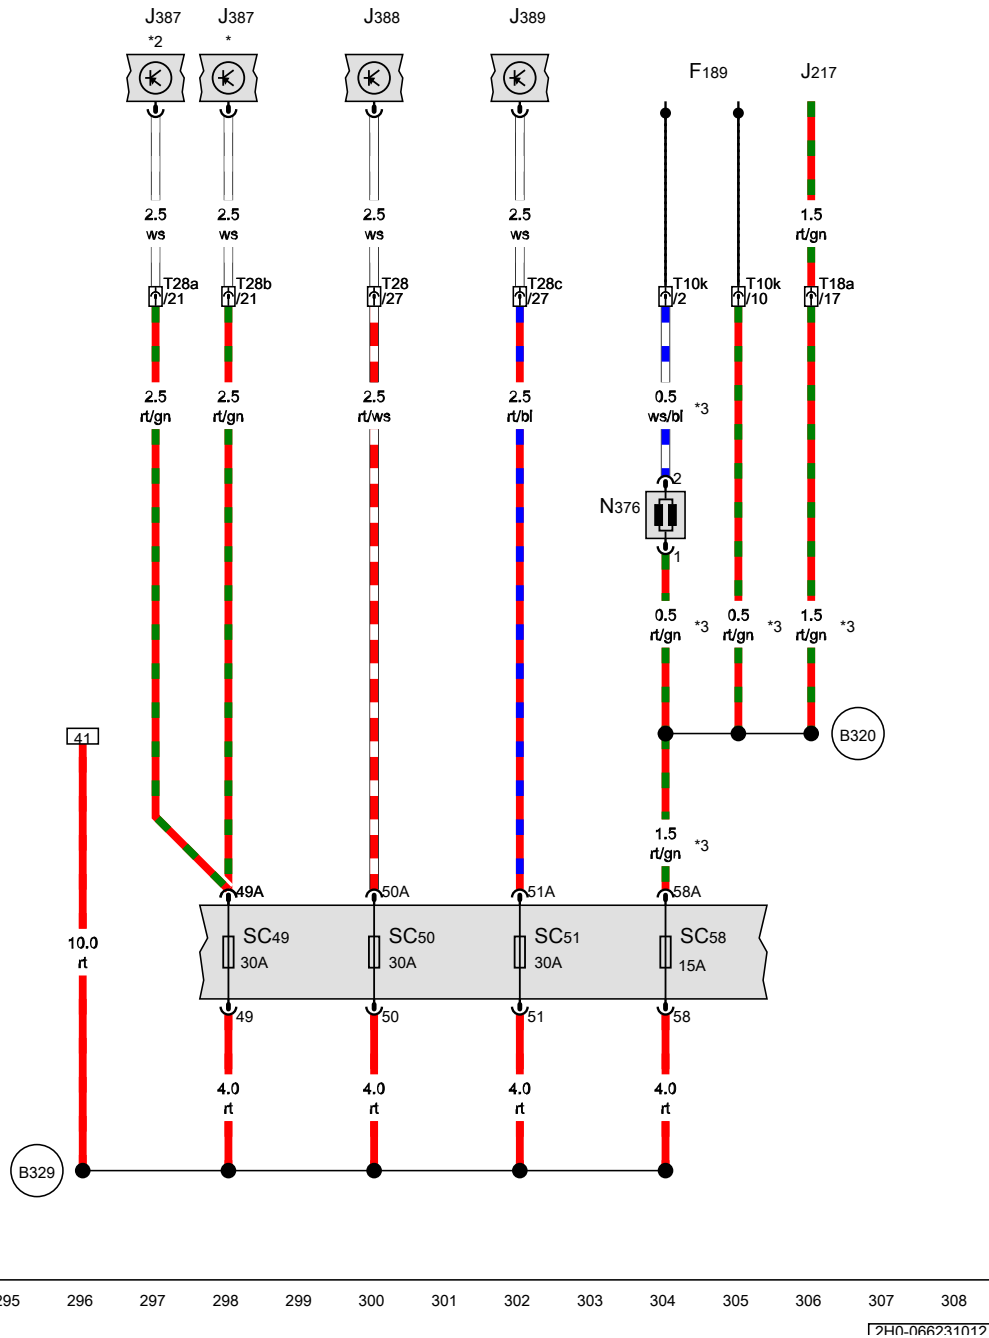 J387 J387 J388 J389
*2 *
F189 J217
2.5 2.5 2.5 2.5 1.5
ws ws ws ws rt/gn
T28a T28b T28 T28c T10k T10k T18a
/21 /21 /27 /27 /2 /10 /17
2.5 2.5 2.5 2.5 0.5
rt/gn rt/gn rt/ws rt/bl ws/bl *3
2
N376
1
0.5 0.5 1.5
rt/gn *3 rt/gn *3 rt/gn *3
41
B320
1.5
rt/gn *3
49A 50A 51A 58A
10.0
rt
SC49 SC50 SC51 SC58
30A 30A 30A 15A
49 50 51 58
4.0 4.0 4.0 4.0
rt rt rt rt
B329
295 296 297 298 299 300 301 302 303 304 305 306 307 308
2H0-066231012